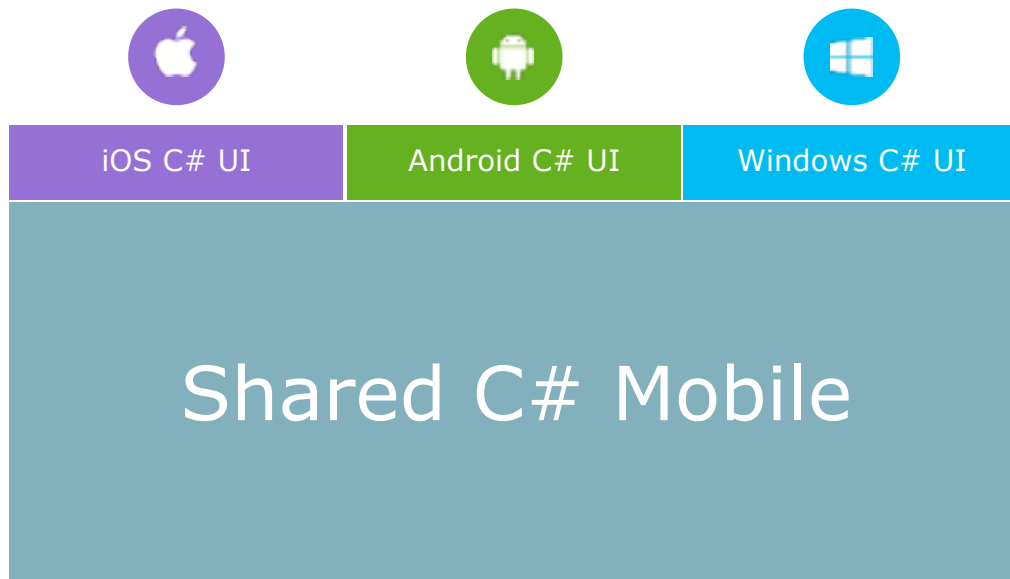 iOS C# UI
Android C# UI
Windows C# UI
Shared C# Mobile